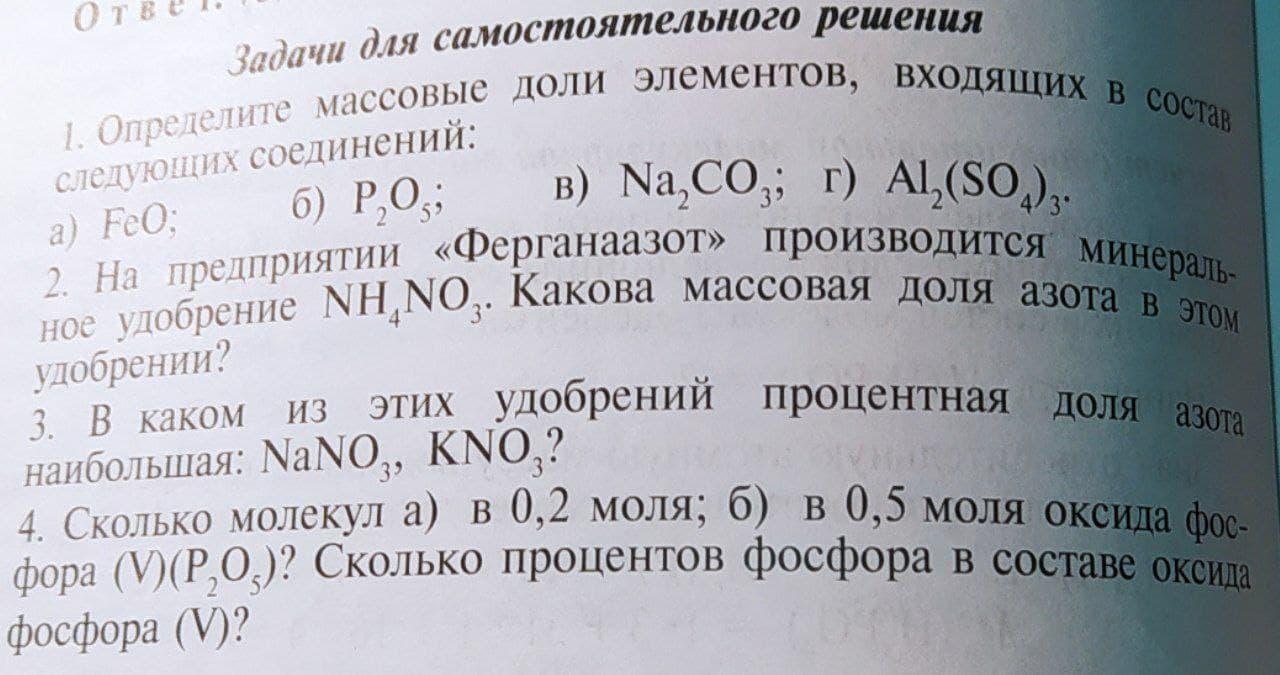 Ответ.
Задачи для самостоятельного решения
1. Определите массовые доли элементов, входящих в состав
следующих соединений:
а) FeO; б) P₂O₅; в) Na₂CO₃; г) Al₂(SO₄)₃.
2. На предприятии «Ферганаазот» производится минераль-
ное удобрение NH₄NO₃. Какова массовая доля азота в этом
удобрении?
3. В каком из этих удобрений процентная доля азота
наибольшая: NaNO₃, KNO₃?
4. Сколько молекул а) в 0,2 моля; б) в 0,5 моля оксида фос-
фора (V)(P₂O₅)? Сколько процентов фосфора в составе оксида
фосфора (V)?